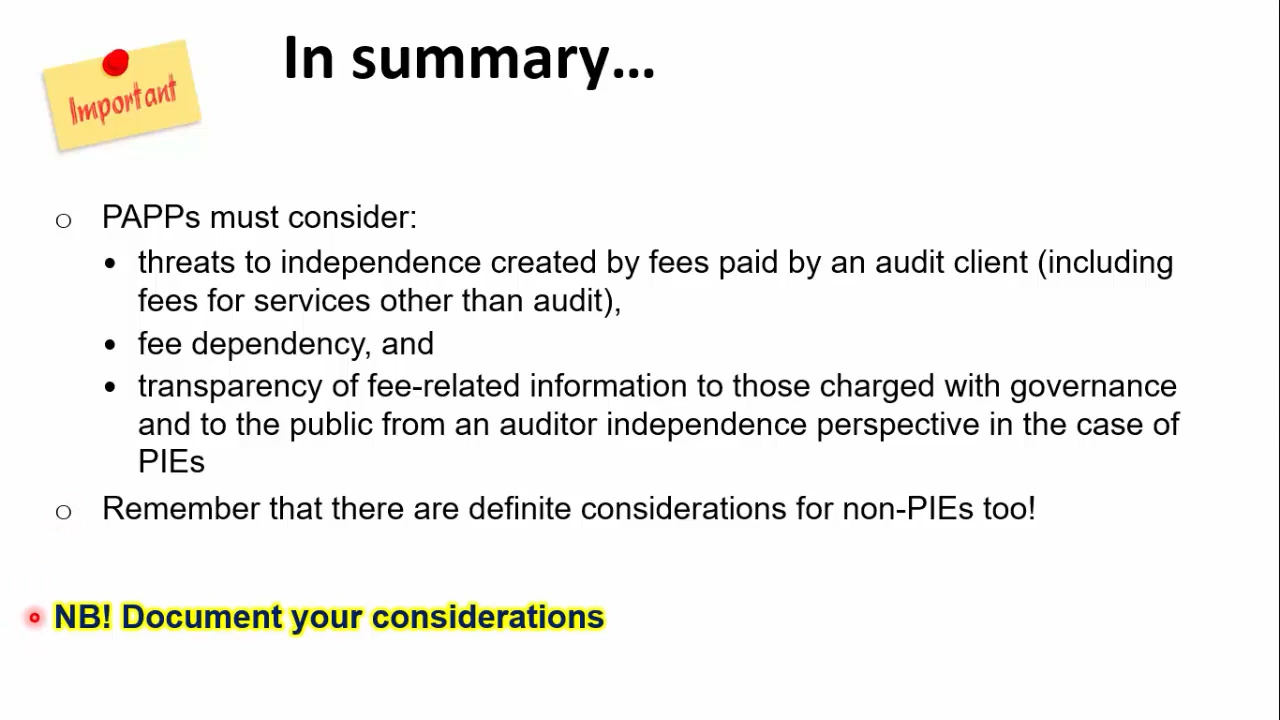 Important
In summary…
o PAPPs must consider:
• threats to independence created by fees paid by an audit client (including
fees for services other than audit),
• fee dependency, and
• transparency of fee-related information to those charged with governance
and to the public from an auditor independence perspective in the case of
PIEs
o Remember that there are definite considerations for non-PIEs too!
NB! Document your considerations